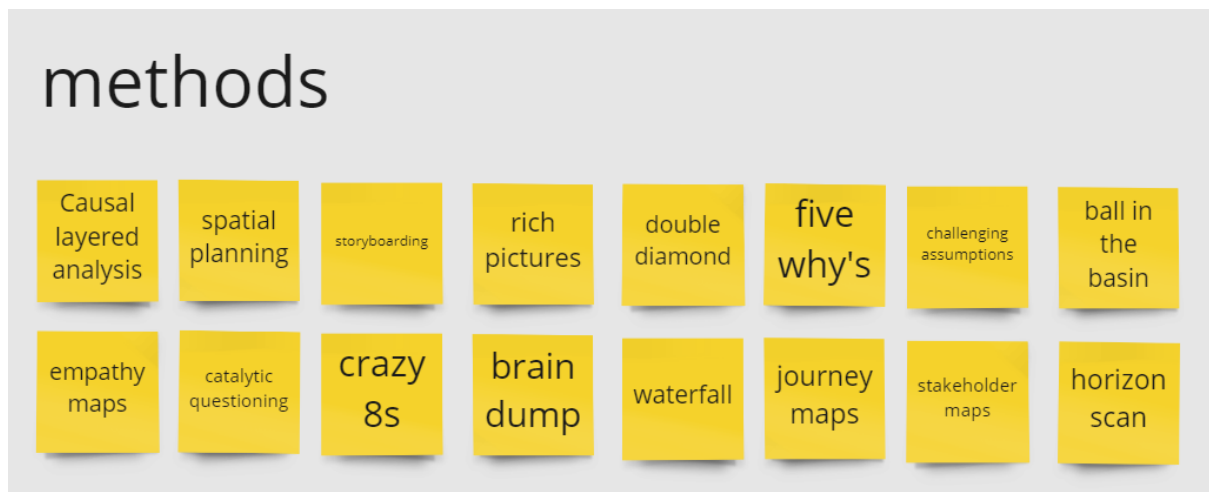 methods
Causal
layered
analysis
spatial
planning
storyboarding
rich
pictures
double
diamond
five
why's
challenging
assumptions
ball in
the
basin
empathy
maps
catalytic
questioning
crazy
8s
brain
dump
waterfall
journey
maps
stakeholder
maps
horizon
scan